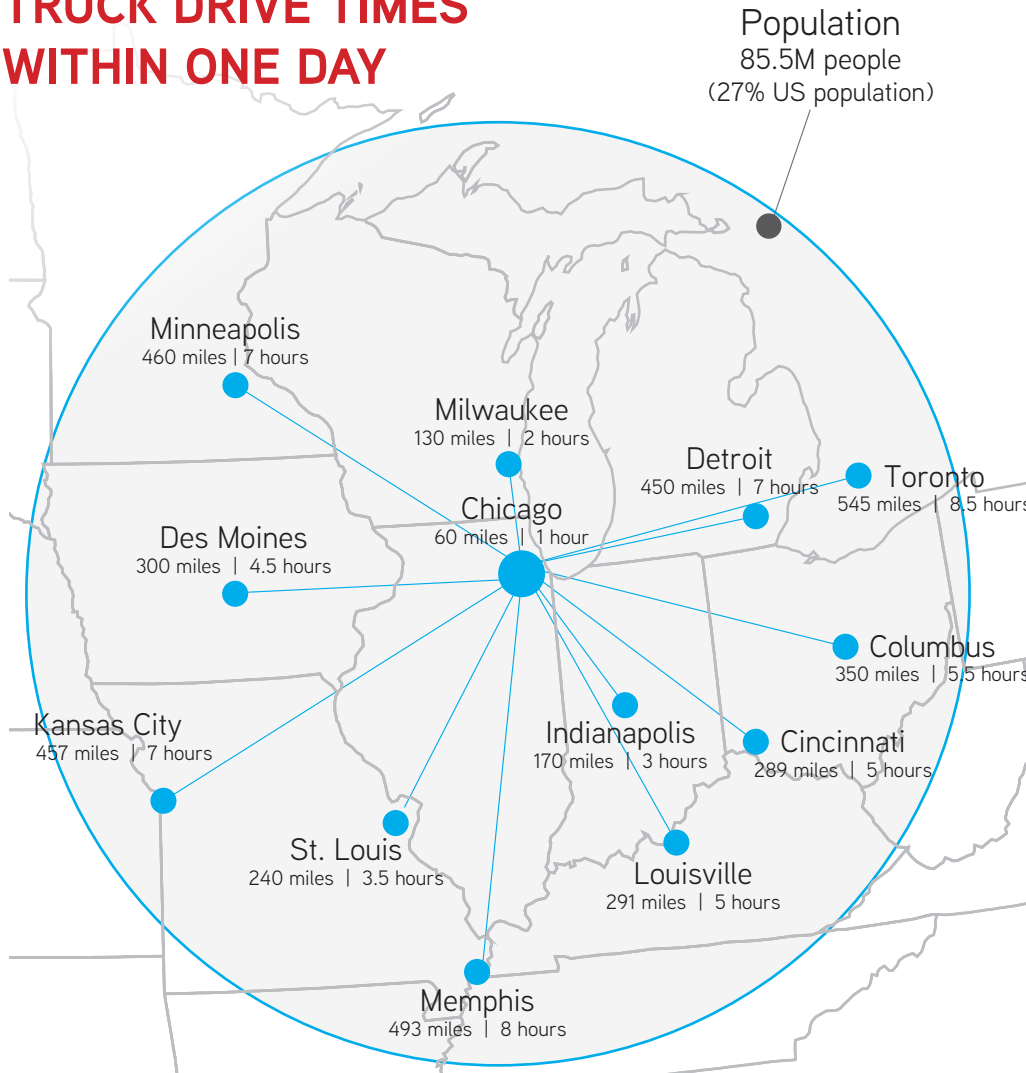 TRUCK DRIVE TIMES
WITHIN ONE DAY
Population
85.5M people
(27% US population)
Minneapolis
460 miles | 7 hours
Milwaukee
130 miles | 2 hours
Detroit
450 miles | 7 hours
Toronto
545 miles | 8.5 hours
Chicago
60 miles | 1 hour
Des Moines
300 miles | 4.5 hours
Columbus
350 miles | 5.5 hours
Kansas City
457 miles | 7 hours
Indianapolis
170 miles | 3 hours
Cincinnati
289 miles | 5 hours
St. Louis
240 miles | 3.5 hours
Louisville
291 miles | 5 hours
Memphis
493 miles | 8 hours